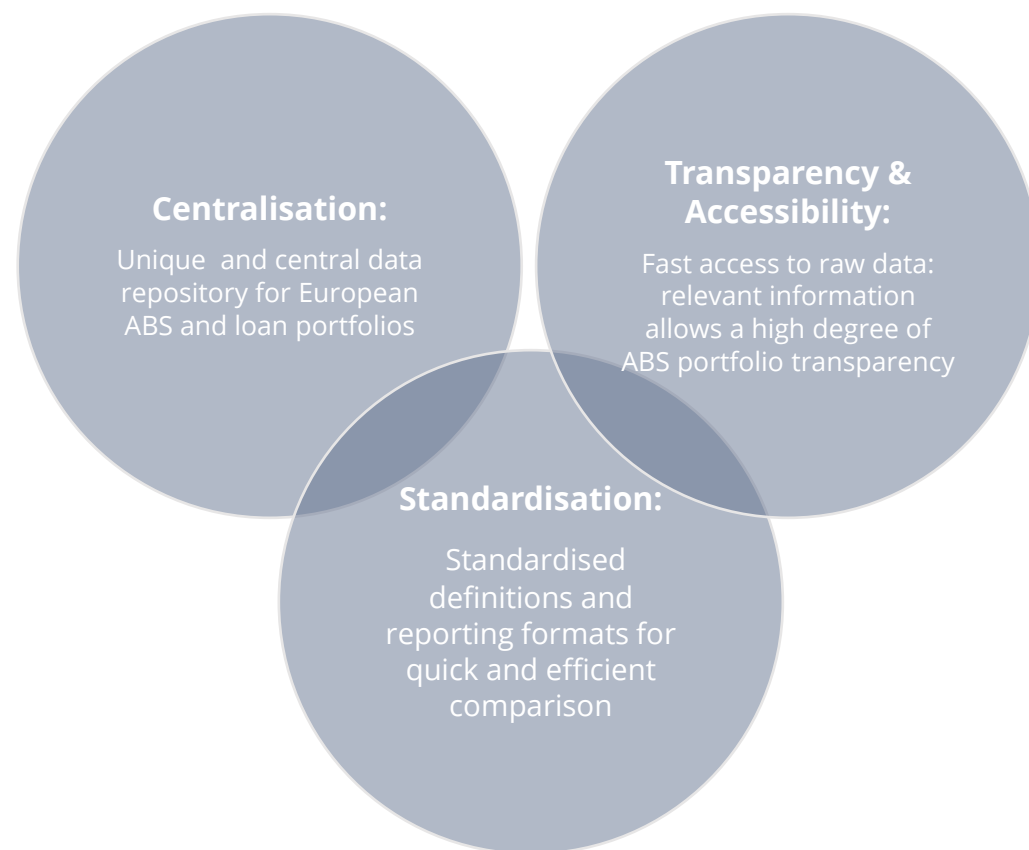 Centralisation:
Unique and central data
repository for European
ABS and loan portfolios
Transparency &
Accessibility:
Fast access to raw data:
relevant information
allows a high degree of
ABS portfolio transparency
Standardisation:
Standardised
definitions and
reporting formats for
quick and efficient
comparison